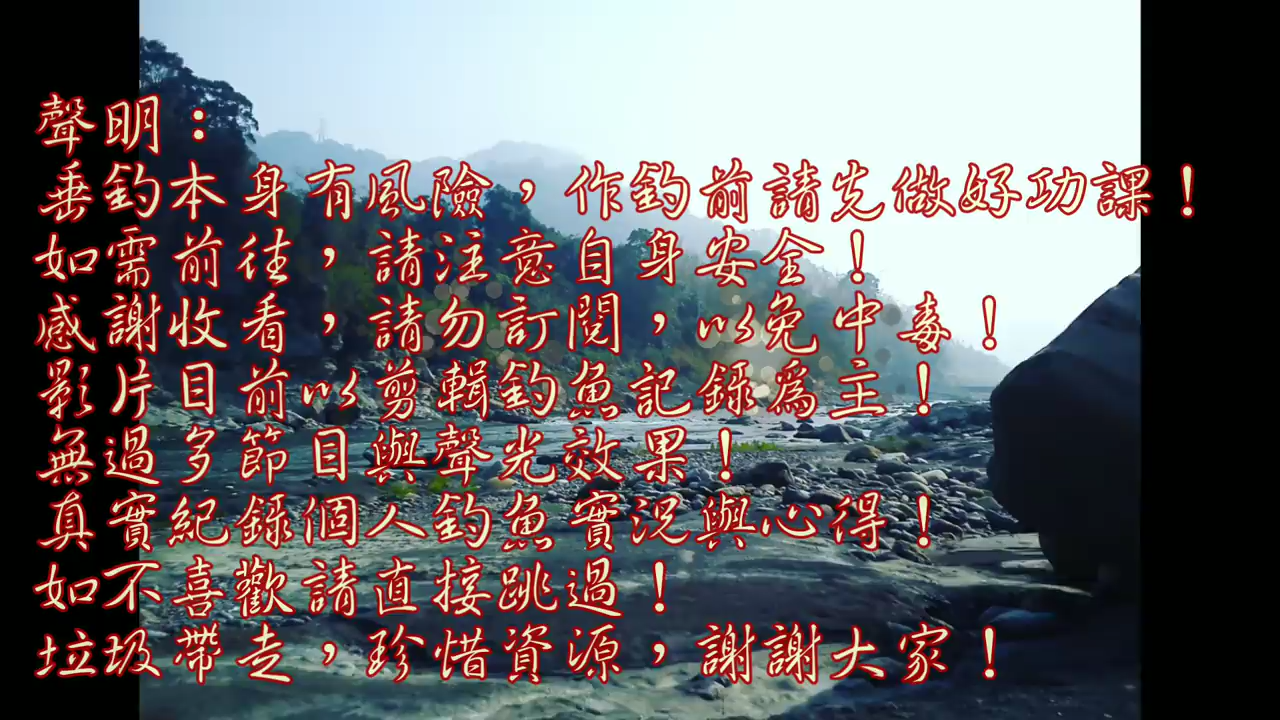 聲明：
垂釣本身有風險，作釣前請先做好功課！
如需前往，請注意自身安全！
感謝收看，請勿訂閱，以免中毒！
影片目前以剪輯釣魚記錄為主！
無過多節目與聲光效果！
真實紀錄個人釣魚實況與心得！
如不喜歡請直接跳過！
垃圾帶走，珍惜資源，謝謝大家！